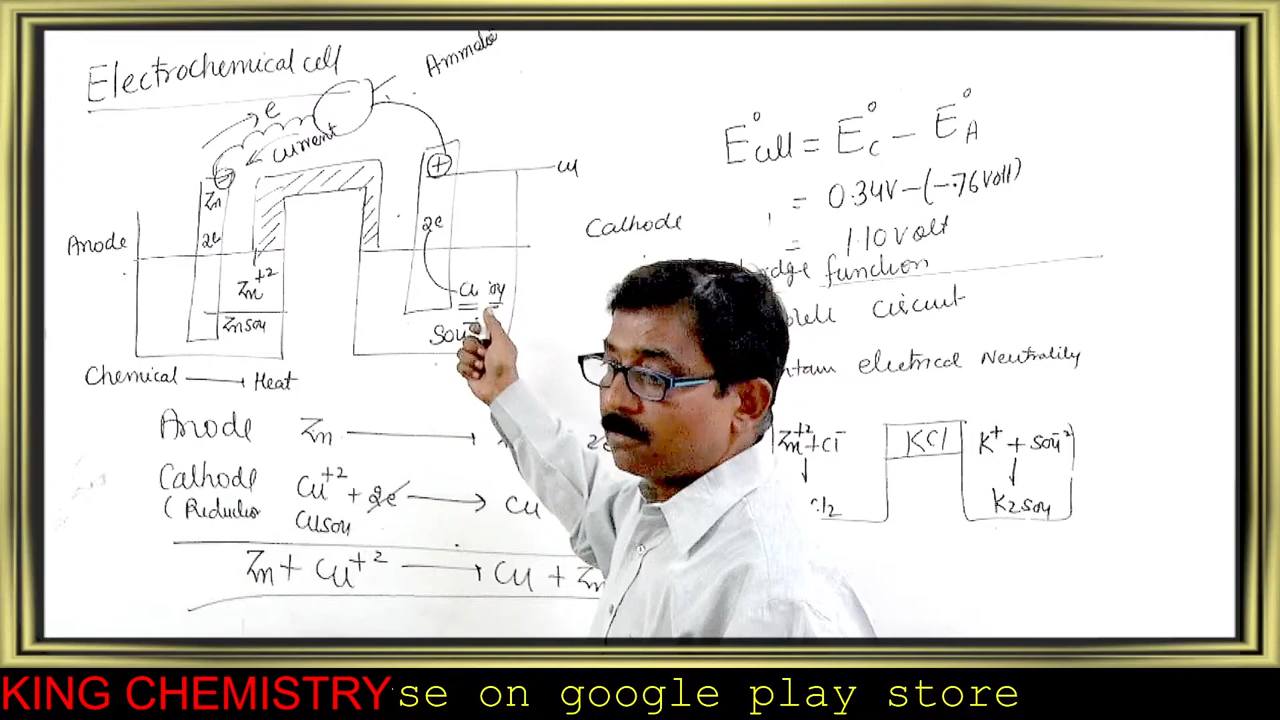 Electrochemical cell
Ammeter
e
current
Zn
2e
Anode
Zn+2
ZnSO4
+
2e
Cu
Cathode
Cu
SO4
Chemical → Heat
Anode Zn →
Cathode Cu+2 + 2e → Cu
(Reduction
CuSO4
Zn + Cu+2 → Cu + Zn
E°cell = E°C − E°A
= 0.34V − (−.76 Volt)
= 1.10 Volt
function
circuit
electrical Neutrality
Zn+2 + Cl−
KCl
K+ + SO4−2
K2SO4
KING CHEMISTRY
se on google play store